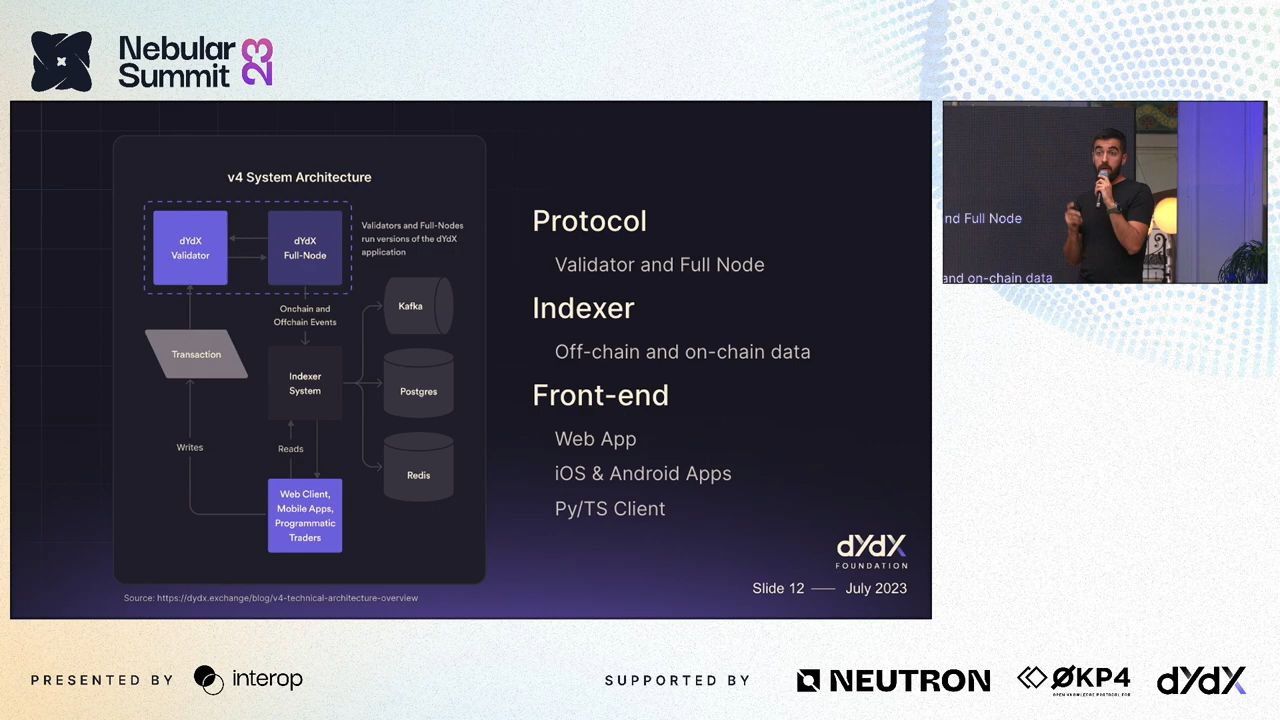 Nebular
Summit 23
v4 System Architecture
dYdX
Validator
dYdX
Full-Node
Validators and Full-Nodes
run versions of the dYdX
application
Onchain and
Offchain Events
Kafka
Transaction
Indexer
System
Postgres
Writes
Reads
Redis
Web Client,
Mobile Apps,
Programmatic
Traders
Source: https://dydx.exchange/blog/v4-technical-architecture-overview
Protocol
Validator and Full Node
Indexer
Off-chain and on-chain data
Front-end
Web App
iOS & Android Apps
Py/TS Client
dYdX
FOUNDATION
Slide 12 — July 2023
nd Full Node
and on-chain data
PRESENTED BY
interop
SUPPORTED BY
NEUTRON
ØKP4
OPEN KNOWLEDGE PROTOCOL FOR
dYdX